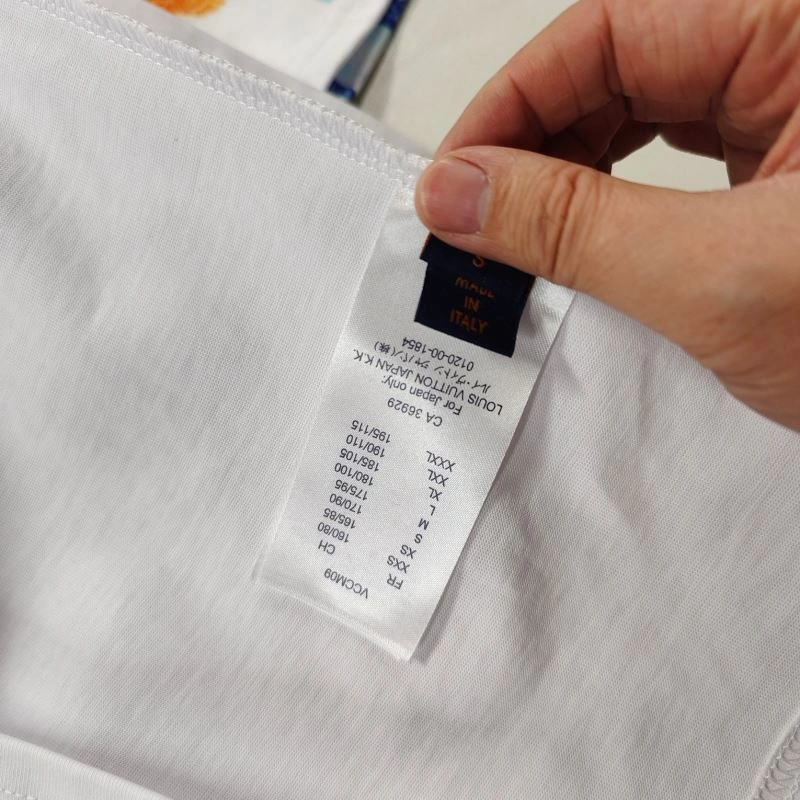 S
MADE
IN
ITALY
VCCM09
FR CH
XXS 160/80
XS 165/85
S 170/90
M 175/95
L 180/100
XL 185/105
XXL 190/110
XXXL 195/115
CA 36929
For Japan only:
LOUIS VUITTON JAPAN K.K.
ルイ・ヴィトン ジャパン(株)
0120-00-1854